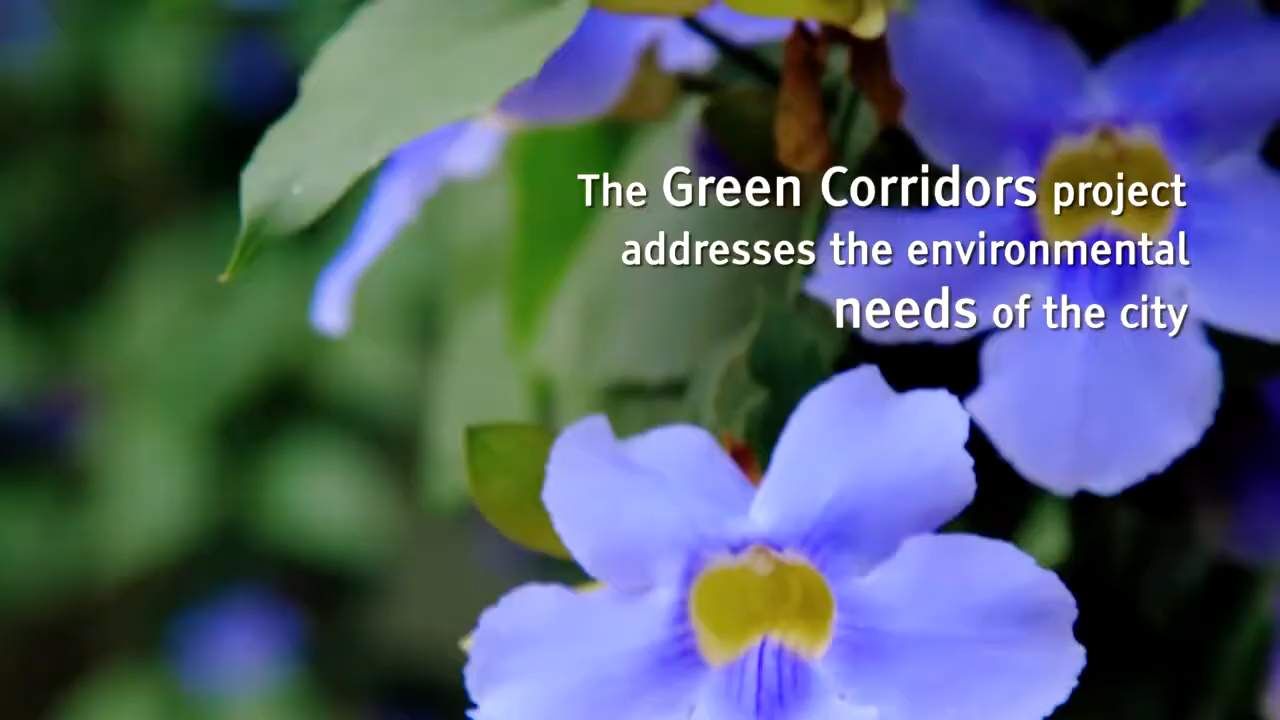 The Green Corridors project
addresses the environmental
needs of the city